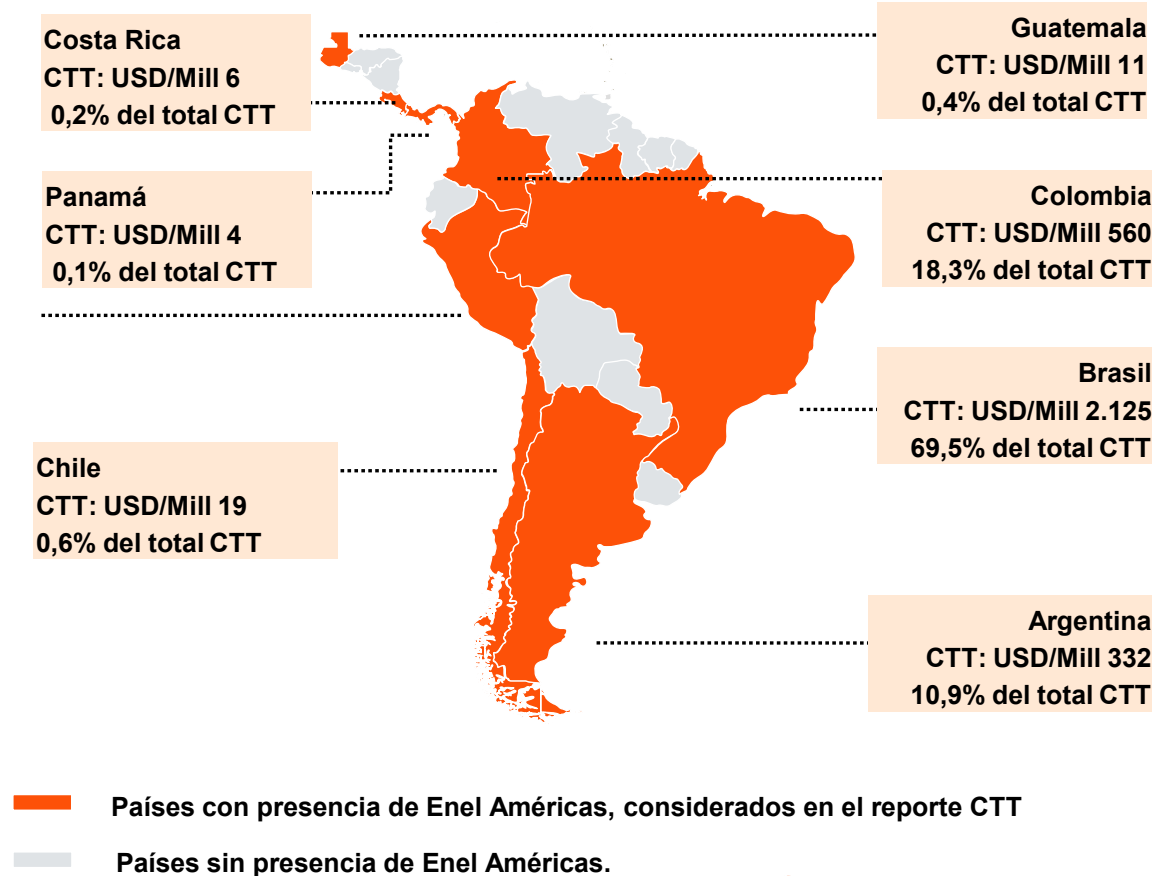 Costa Rica
CTT: USD/Mill 6
0,2% del total CTT
Guatemala
CTT: USD/Mill 11
0,4% del total CTT
Panamá
CTT: USD/Mill 4
0,1% del total CTT
Colombia
CTT: USD/Mill 560
18,3% del total CTT
Brasil
CTT: USD/Mill 2.125
69,5% del total CTT
Chile
CTT: USD/Mill 19
0,6% del total CTT
Argentina
CTT: USD/Mill 332
10,9% del total CTT
Países con presencia de Enel Américas, considerados en el reporte CTT
Países sin presencia de Enel Américas.